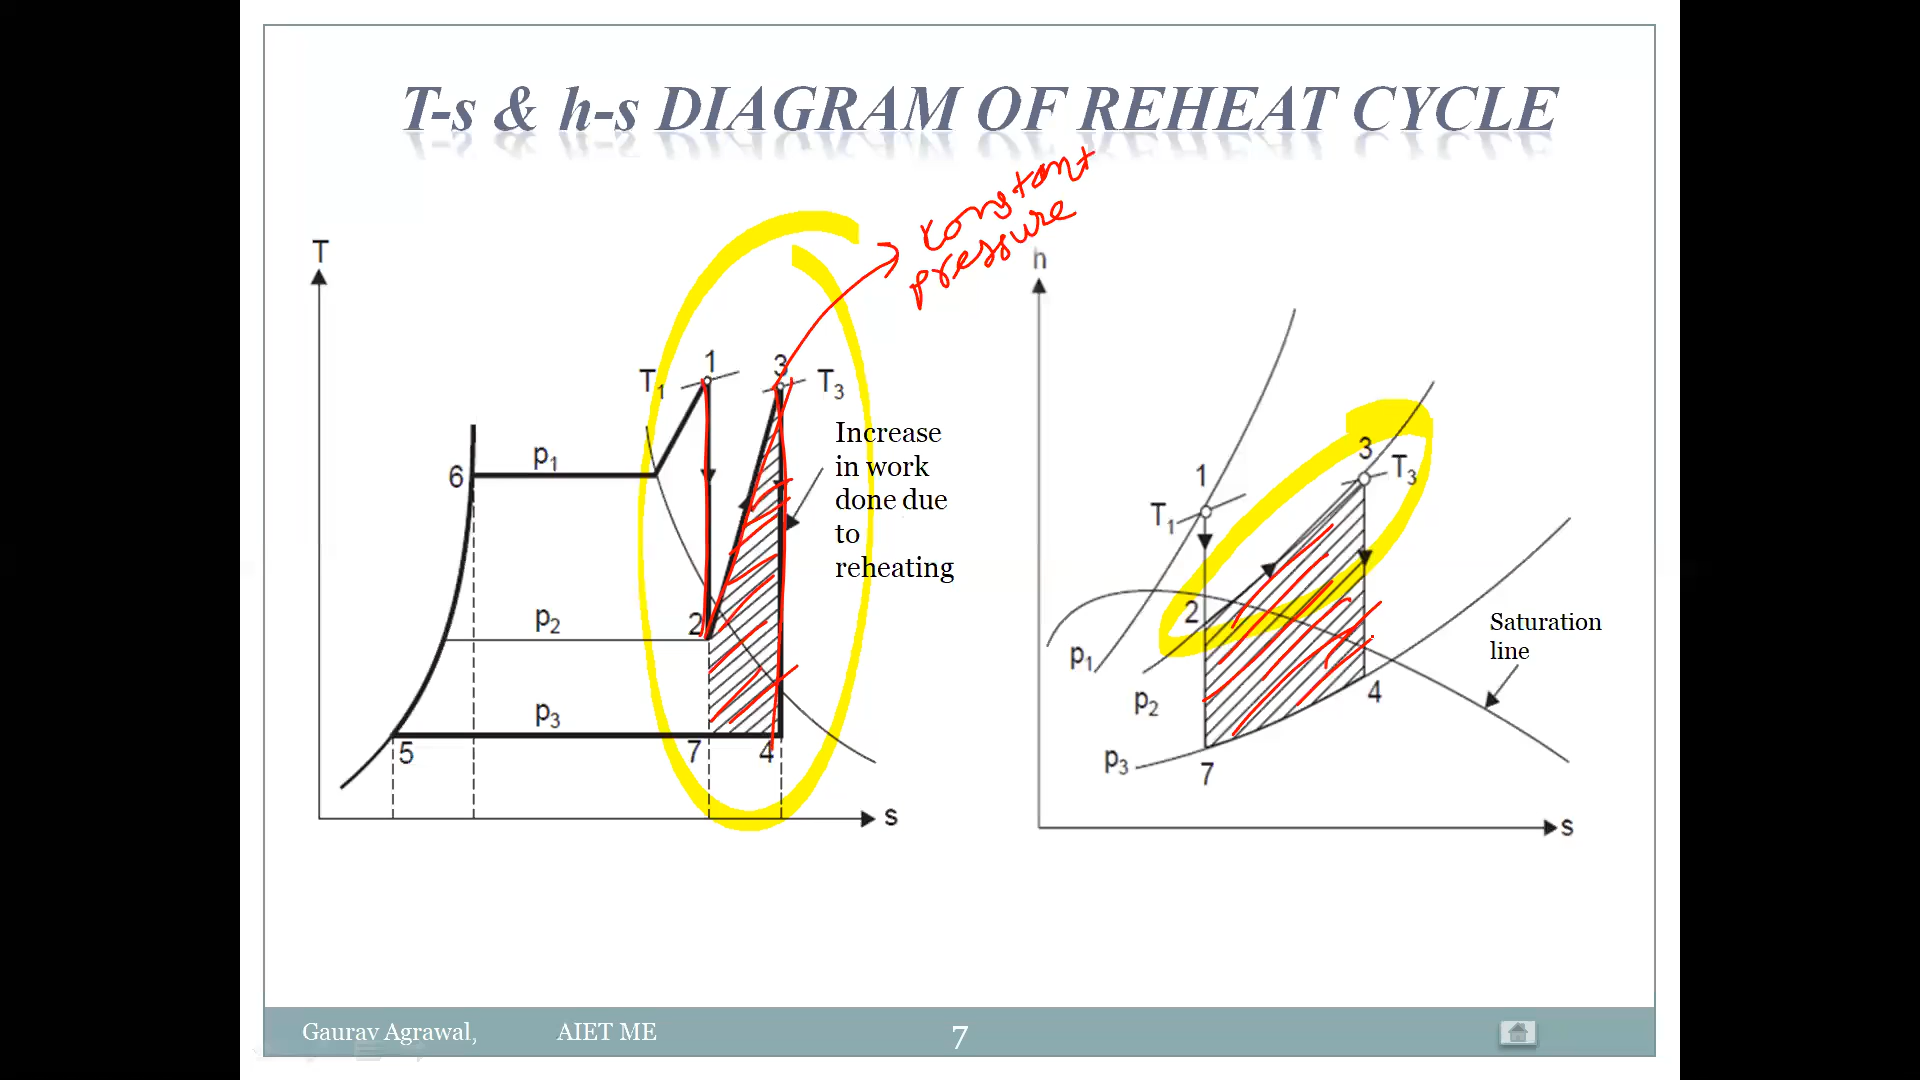 T-s & h-s DIAGRAM OF REHEAT CYCLE
constant
pressure
T
1
T1
3
T3
6
p1
Increase
in work
done due
to
reheating
p2
2
p3
5
7
4
s
h
3
T3
1
T1
2
Saturation
line
p1
p2
4
p3
7
s
Gaurav Agrawal,
AIET ME
7